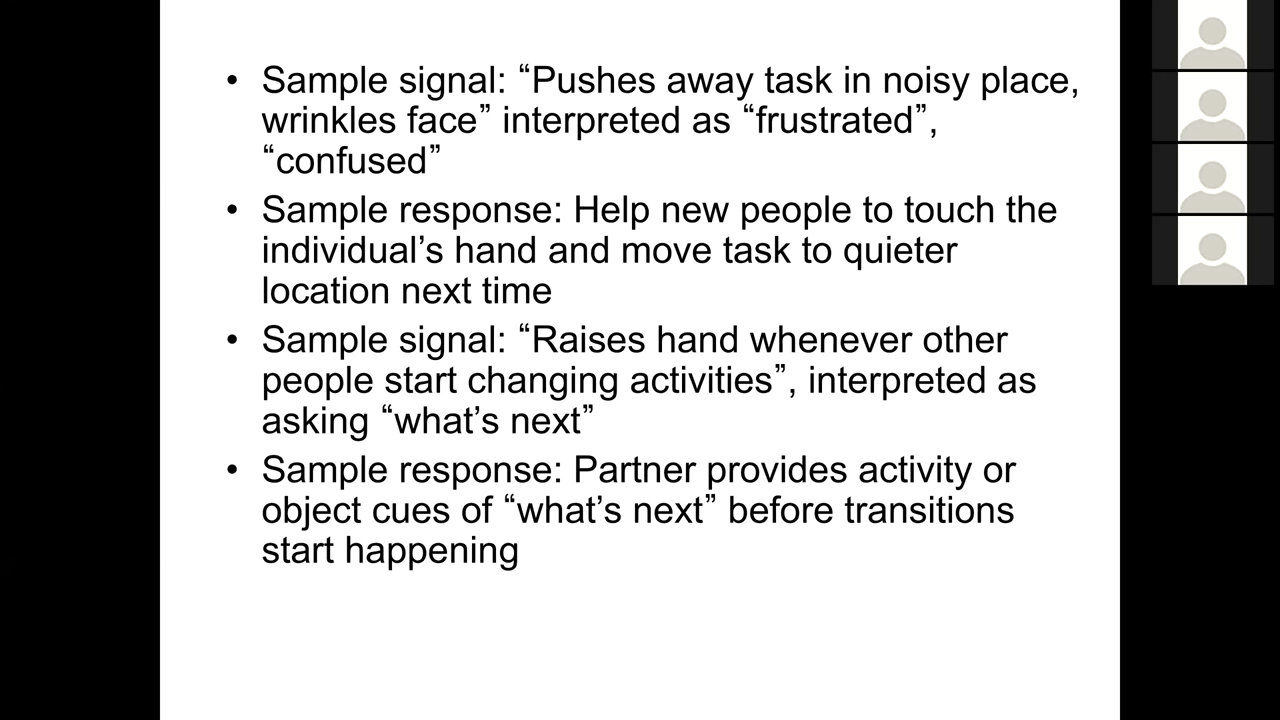 • Sample signal: “Pushes away task in noisy place,
wrinkles face” interpreted as “frustrated”,
“confused”
• Sample response: Help new people to touch the
individual’s hand and move task to quieter
location next time
• Sample signal: “Raises hand whenever other
people start changing activities”, interpreted as
asking “what’s next”
• Sample response: Partner provides activity or
object cues of “what’s next” before transitions
start happening